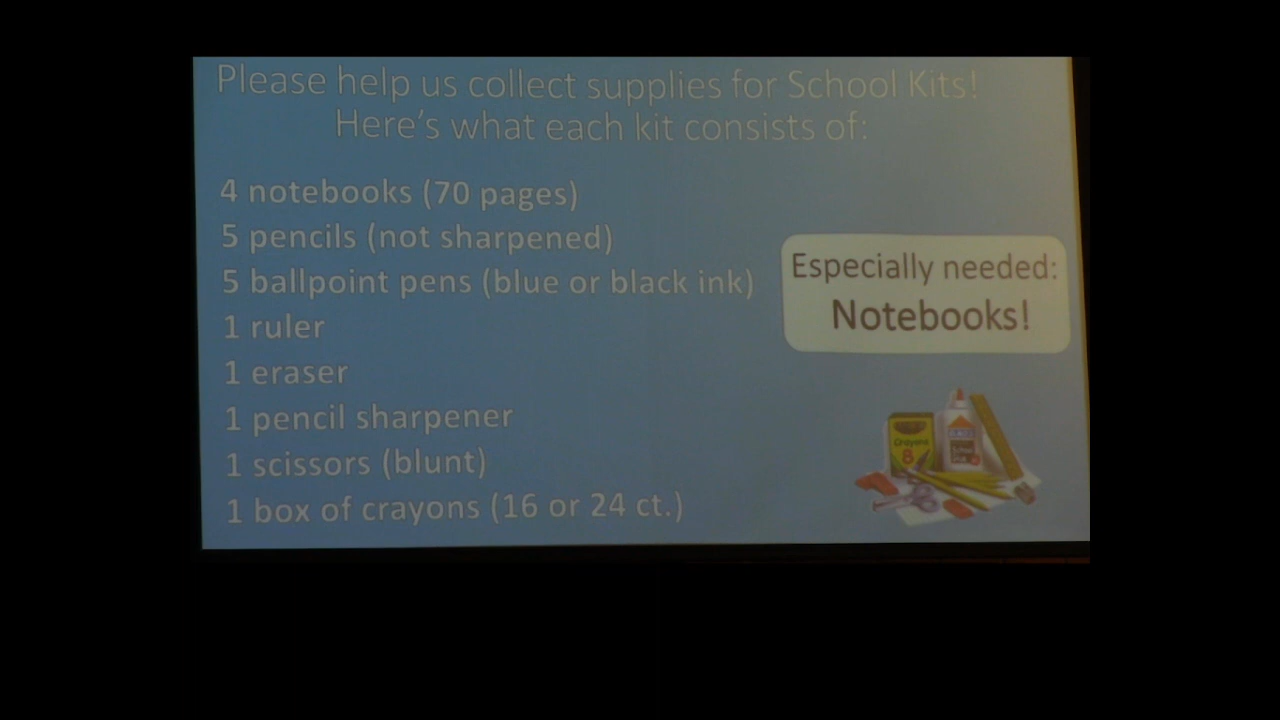 Please help us collect supplies for School Kits!
Here's what each kit consists of:
4 notebooks (70 pages)
5 pencils (not sharpened)
5 ballpoint pens (blue or black ink)
1 ruler
1 eraser
1 pencil sharpener
1 scissors (blunt)
1 box of crayons (16 or 24 ct.)
Especially needed:
Notebooks!
Crayons
8